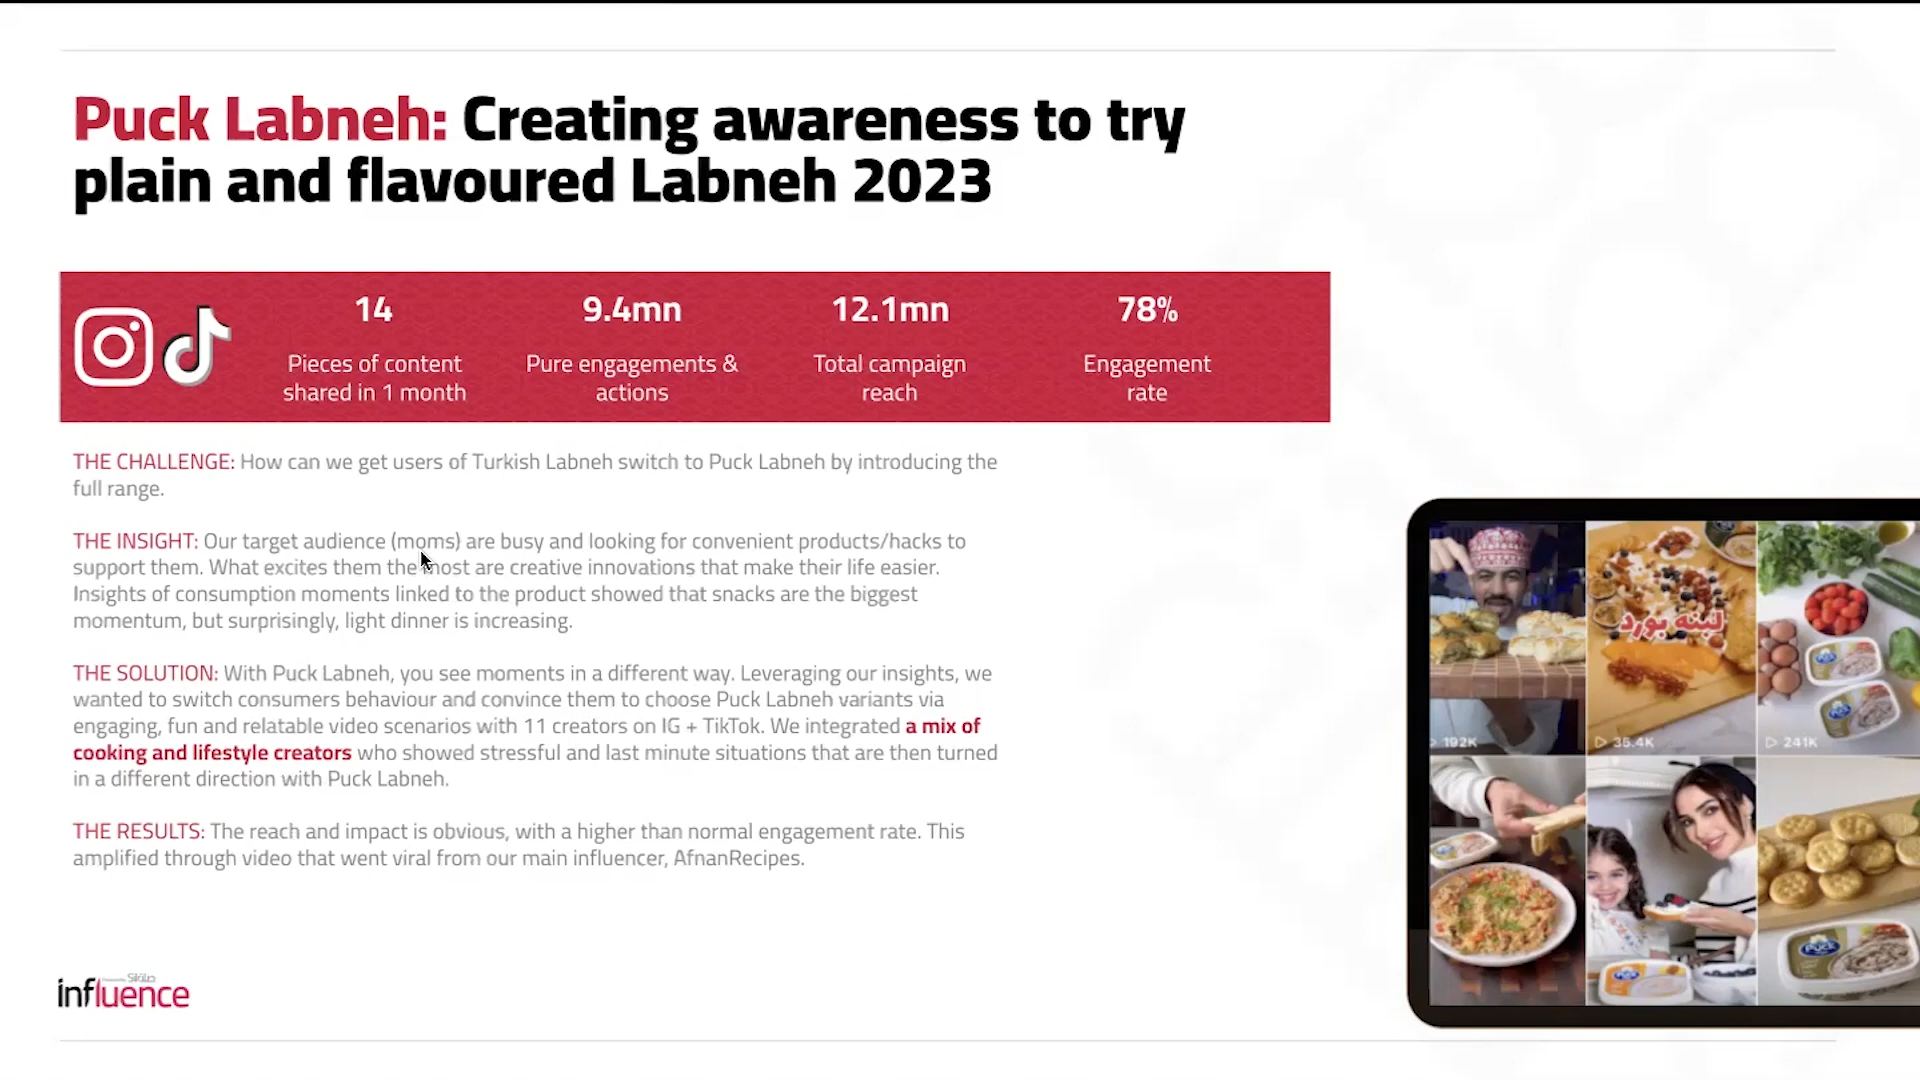 Puck Labneh: Creating awareness to try
plain and flavoured Labneh 2023
14
Pieces of content
shared in 1 month
9.4mn
Pure engagements &
actions
12.1mn
Total campaign
reach
78%
Engagement
rate
THE CHALLENGE: How can we get users of Turkish Labneh switch to Puck Labneh by introducing the
full range.
THE INSIGHT: Our target audience (moms) are busy and looking for convenient products/hacks to
support them. What excites them the most are creative innovations that make their life easier.
Insights of consumption moments linked to the product showed that snacks are the biggest
momentum, but surprisingly, light dinner is increasing.
THE SOLUTION: With Puck Labneh, you see moments in a different way. Leveraging our insights, we
wanted to switch consumers behaviour and convince them to choose Puck Labneh variants via
engaging, fun and relatable video scenarios with 11 creators on IG + TikTok. We integrated a mix of
cooking and lifestyle creators who showed stressful and last minute situations that are then turned
in a different direction with Puck Labneh.
THE RESULTS: The reach and impact is obvious, with a higher than normal engagement rate. This
amplified through video that went viral from our main influencer, AfnanRecipes.
لبنه بورد
192K
35.4K
241K
PUCK
influence